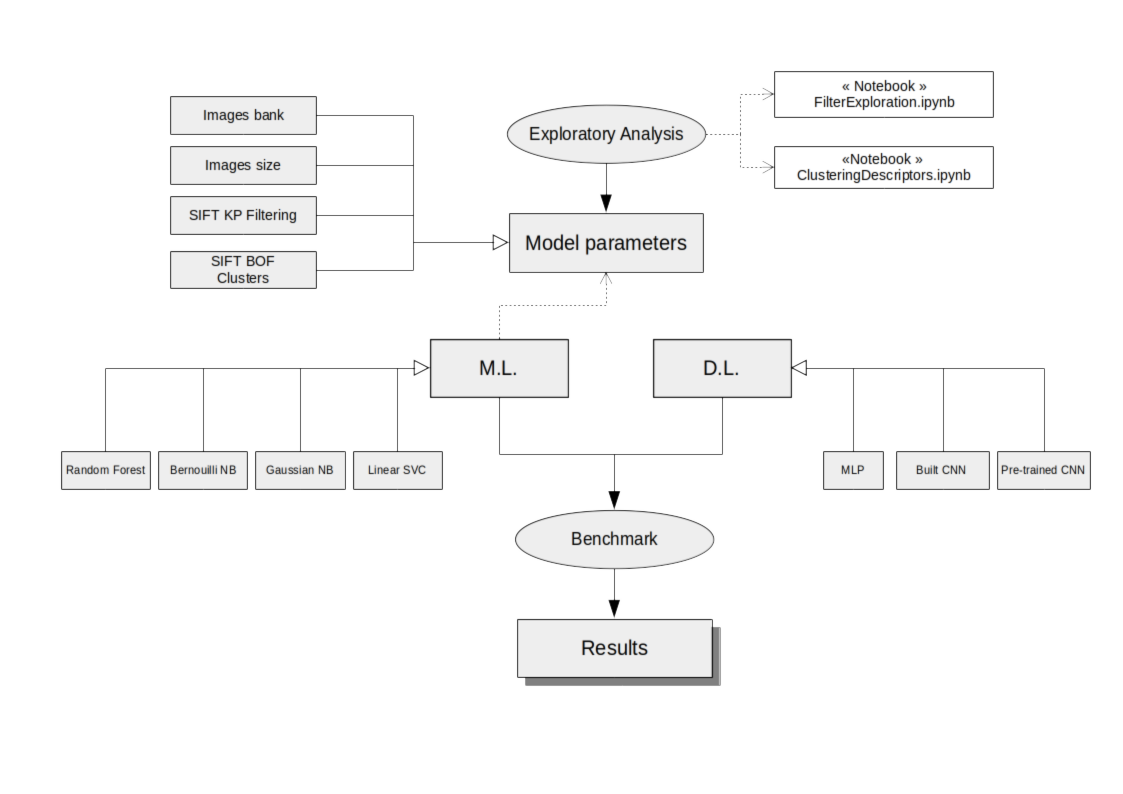 « Notebook »
FilterExploration.ipynb
Images bank
Exploratory Analysis
«Notebook »
ClusteringDescriptors.ipynb
Images size
SIFT KP Filtering
Model parameters
SIFT BOF
Clusters
M.L.
D.L.
Random Forest
Bernouilli NB
Gaussian NB
Linear SVC
MLP
Built CNN
Pre-trained CNN
Benchmark
Results